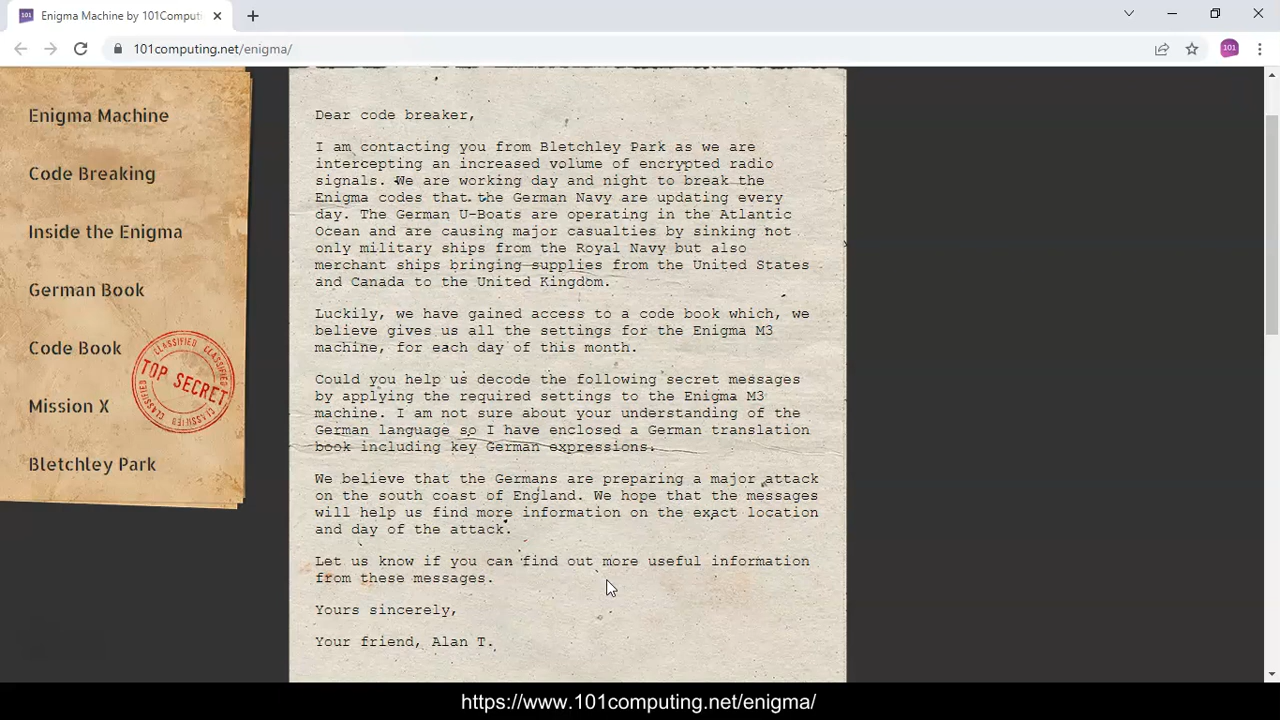 Enigma Machine by 101Computi
101computing.net/enigma/
101
Enigma Machine
Code Breaking
Inside the Enigma
German Book
Code Book
Mission X
Bletchley Park
CLASSIFIED CLASSIFIED
TOP SECRET
CLASSIFIED CLASSIFIED
Dear code breaker,
I am contacting you from Bletchley Park as we are
intercepting an increased volume of encrypted radio
signals. We are working day and night to break the
Enigma codes that the German Navy are updating every
day. The German U-Boats are operating in the Atlantic
Ocean and are causing major casualties by sinking not
only military ships from the Royal Navy but also
merchant ships bringing supplies from the United States
and Canada to the United Kingdom.
Luckily, we have gained access to a code book which, we
believe gives us all the settings for the Enigma M3
machine, for each day of this month.
Could you help us decode the following secret messages
by applying the required settings to the Enigma M3
machine. I am not sure about your understanding of the
German language so I have enclosed a German translation
book including key German expressions.
We believe that the Germans are preparing a major attack
on the south coast of England. We hope that the messages
will help us find more information on the exact location
and day of the attack.
Let us know if you can find out more useful information
from these messages.
Yours sincerely,
Your friend, Alan T.
https://www.101computing.net/enigma/